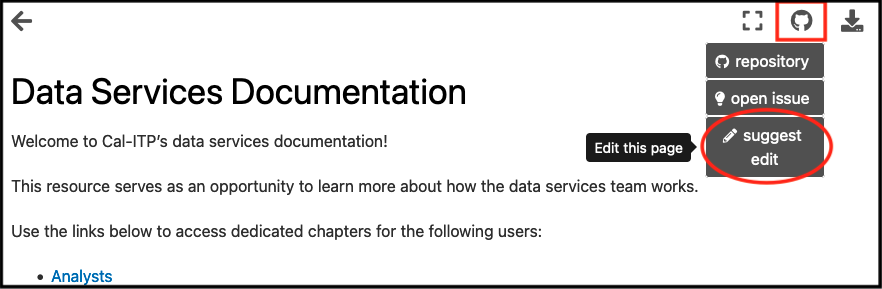 repository
Data Services Documentation
open issue
Welcome to Cal-ITP's data services documentation!
Edit this page
suggest
edit
This resource serves as an opportunity to learn more about how the data services team works.
Use the links below to access dedicated chapters for the following users:
• Analysts